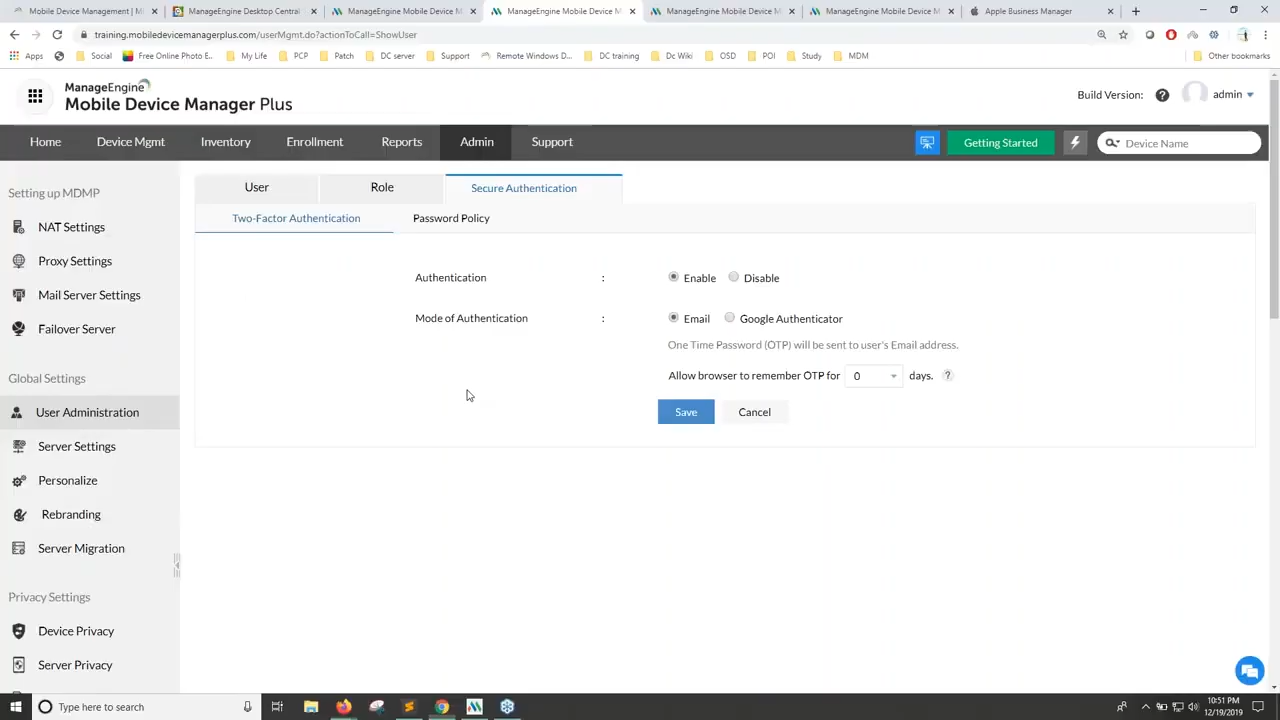 Mobile Device Management | M
ManageEngine Desktop Central
ManageEngine Mobile Device M
ManageEngine Mobile Device M
ManageEngine Mobile Device M
ManageEngine Mobile Device M
Apple Business Manager
training.mobiledevicemanagerplus.com/userMgmt.do?actionToCall=ShowUser
Apps Social Free Online Photo E.. My Life PCP Patch DC server Support Remote Windows D... DC training Dc Wiki OSD POI Study MDM Other bookmarks
ManageEngine
Mobile Device Manager Plus
Build Version: admin
Home Device Mgmt Inventory Enrollment Reports Admin Support Getting Started Device Name
Setting up MDMP
NAT Settings
Proxy Settings
Mail Server Settings
Failover Server
Global Settings
User Administration
Server Settings
Personalize
Rebranding
Server Migration
Privacy Settings
Device Privacy
Server Privacy
User Role Secure Authentication
Two-Factor Authentication Password Policy
Authentication : Enable Disable
Mode of Authentication : Email Google Authenticator
One Time Password (OTP) will be sent to user's Email address.
Allow browser to remember OTP for 0 days. ?
Save Cancel
Type here to search
10:51 PM
12/19/2019